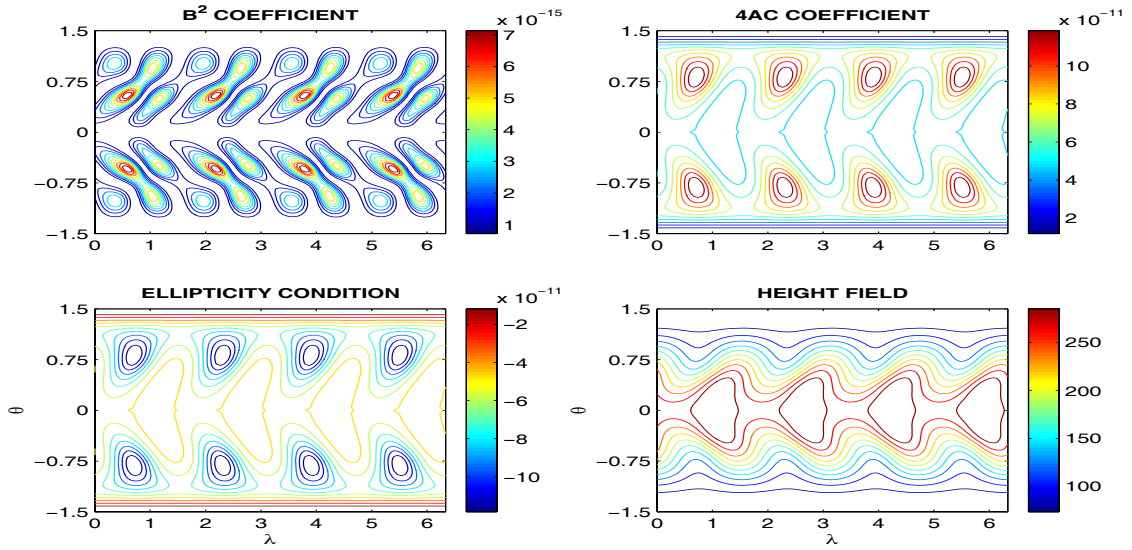 B² COEFFICIENT
x 10⁻¹⁵
1.5
0.75
0
−0.75
−1.5
0 1 2 3 4 5 6
7
5
3
2
1
4AC COEFFICIENT
x 10⁻¹¹
1.5
0.75
0
−0.75
−1.5
0 1 2 3 4 5 6
10
8
6
4
2
ELLIPTICITY CONDITION
x 10⁻¹¹
θ
1.5
0.75
0
−0.75
−1.5
0 1 2 3 4 5 6
λ
−2
−4
−6
−8
−10
HEIGHT FIELD
θ
1.5
0.75
0
−0.75
−1.5
0 1 2 3 4 5 6
λ
250
200
150
100